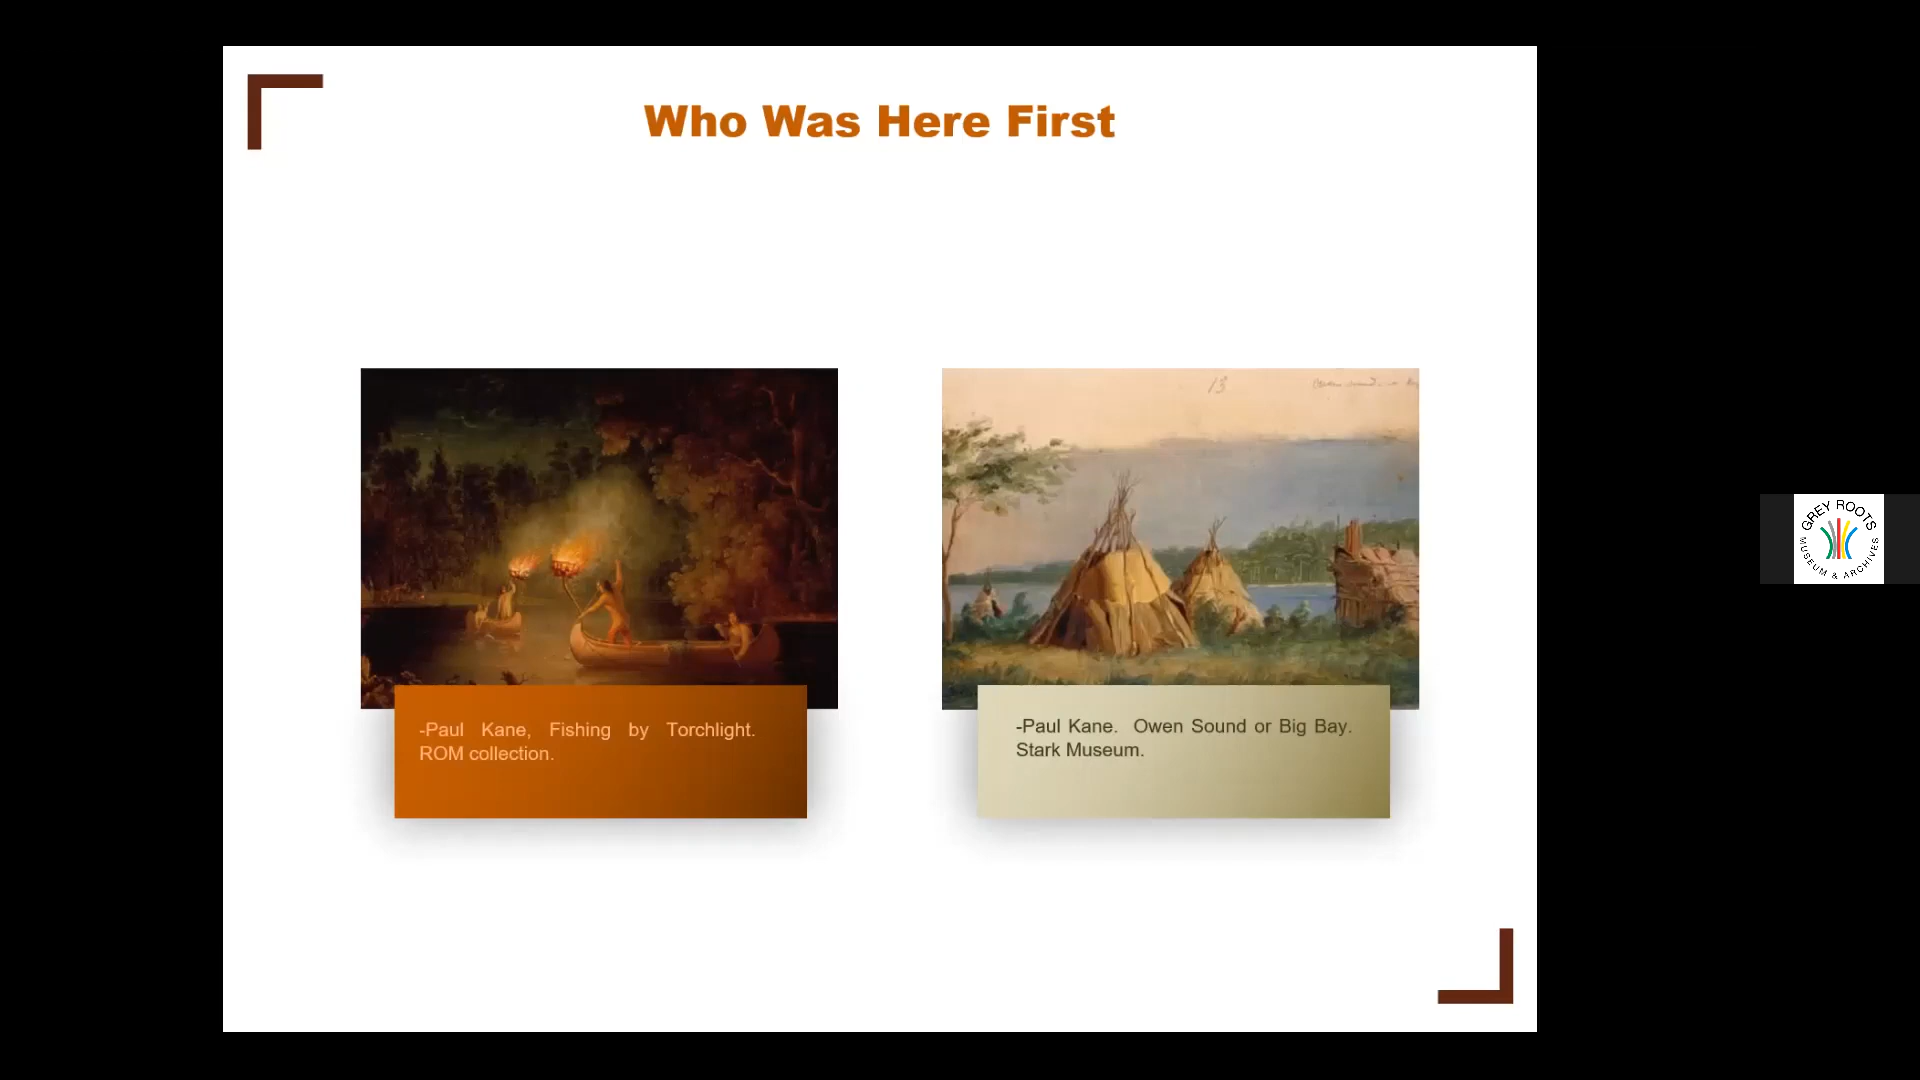 Who Was Here First
13
-Paul Kane, Fishing by Torchlight.
ROM collection.
-Paul Kane. Owen Sound or Big Bay.
Stark Museum.
GREY ROOTS
MUSEUM & ARCHIVES